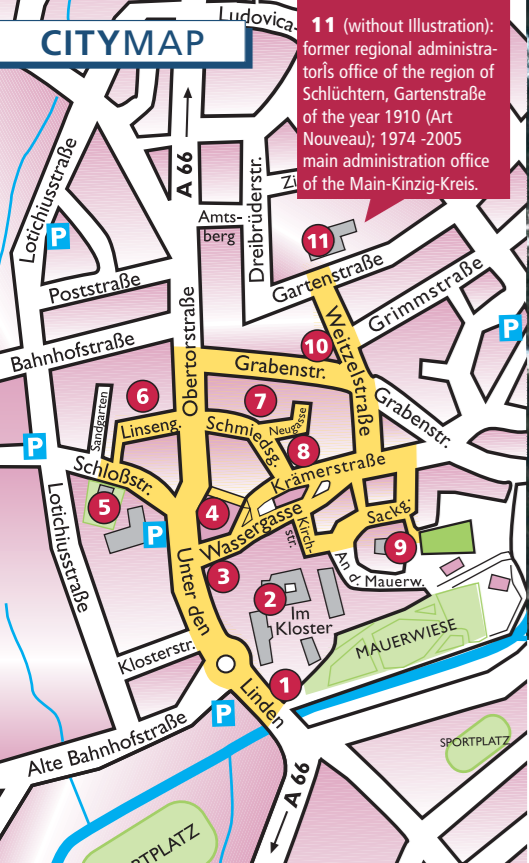 CITYMAP
Ludovica-
11 (without Illustration):
former regional administra-
torÎs office of the region of
Schlüchtern, Gartenstraße
of the year 1910 (Art
Nouveau); 1974 -2005
main administration office
of the Main-Kinzig-Kreis.
A 66
Lotichiusstraße
P
Amts-
berg
Dreibrüderstr.
Zi
11
Gartenstraße
Poststraße
Obertorstraße
Weitzelstraße
Grimmstraße
P
Bahnhofstraße
10
Grabenstr.
Grabenstr.
6
7
Sandgarten
Linseng.
Schmiedsg.
Neugasse
8
P
Schloßstr.
Krämerstraße
5
4
P
Lotichiusstraße
Wassergasse
Kirch-
str.
Sackg.
9
An d. Mauerw.
3
2
Im
Kloster
Unter den
Linden
MAUERWIESE
Klosterstr.
1
P
Alte Bahnhofstraße
SPORTPLATZ
A 66
RTPLATZ